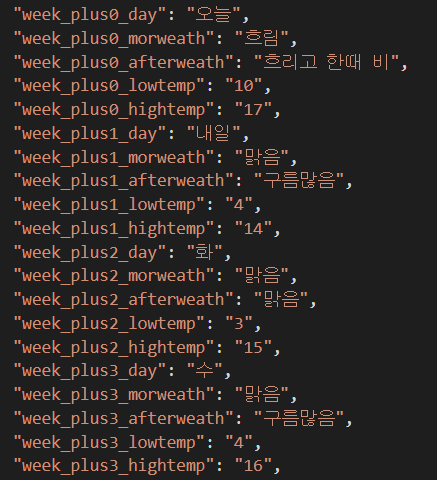 "week_plus0_day": "오늘",
"week_plus0_morweath": "흐림",
"week_plus0_afterweath": "흐리고 한때 비",
"week_plus0_lowtemp": "10",
"week_plus0_hightemp": "17",
"week_plus1_day": "내일",
"week_plus1_morweath": "맑음",
"week_plus1_afterweath": "구름많음",
"week_plus1_lowtemp": "4",
"week_plus1_hightemp": "14",
"week_plus2_day": "화",
"week_plus2_morweath": "맑음",
"week_plus2_afterweath": "맑음",
"week_plus2_lowtemp": "3",
"week_plus2_hightemp": "15",
"week_plus3_day": "수",
"week_plus3_morweath": "맑음",
"week_plus3_afterweath": "구름많음",
"week_plus3_lowtemp": "4",
"week_plus3_hightemp": "16",